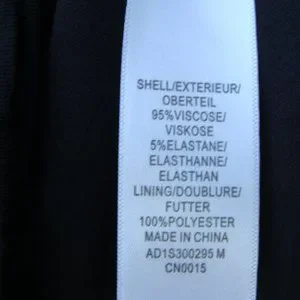 SHELL/EXTERIEUR/
OBERTEIL
95%VISCOSE/
VISKOSE
5%ELASTANE/
ELASTHANNE/
ELASTHAN
LINING/DOUBLURE/
FUTTER
100%POLYESTER
MADE IN CHINA
AD1S300295 M
CN0015